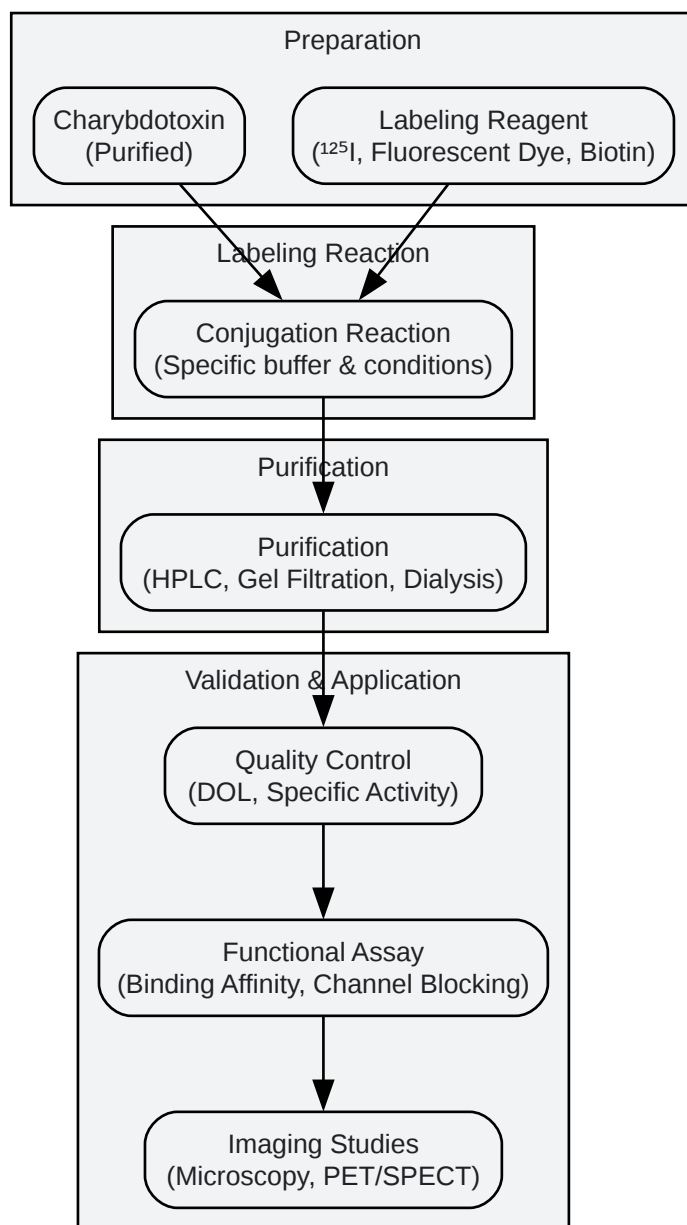 Preparation
Charybdotoxin
(Purified)
Labeling Reagent
(¹²⁵I, Fluorescent Dye, Biotin)
Labeling Reaction
Conjugation Reaction
(Specific buffer & conditions)
Purification
Purification
(HPLC, Gel Filtration, Dialysis)
Validation & Application
Quality Control
(DOL, Specific Activity)
Functional Assay
(Binding Affinity, Channel Blocking)
Imaging Studies
(Microscopy, PET/SPECT)